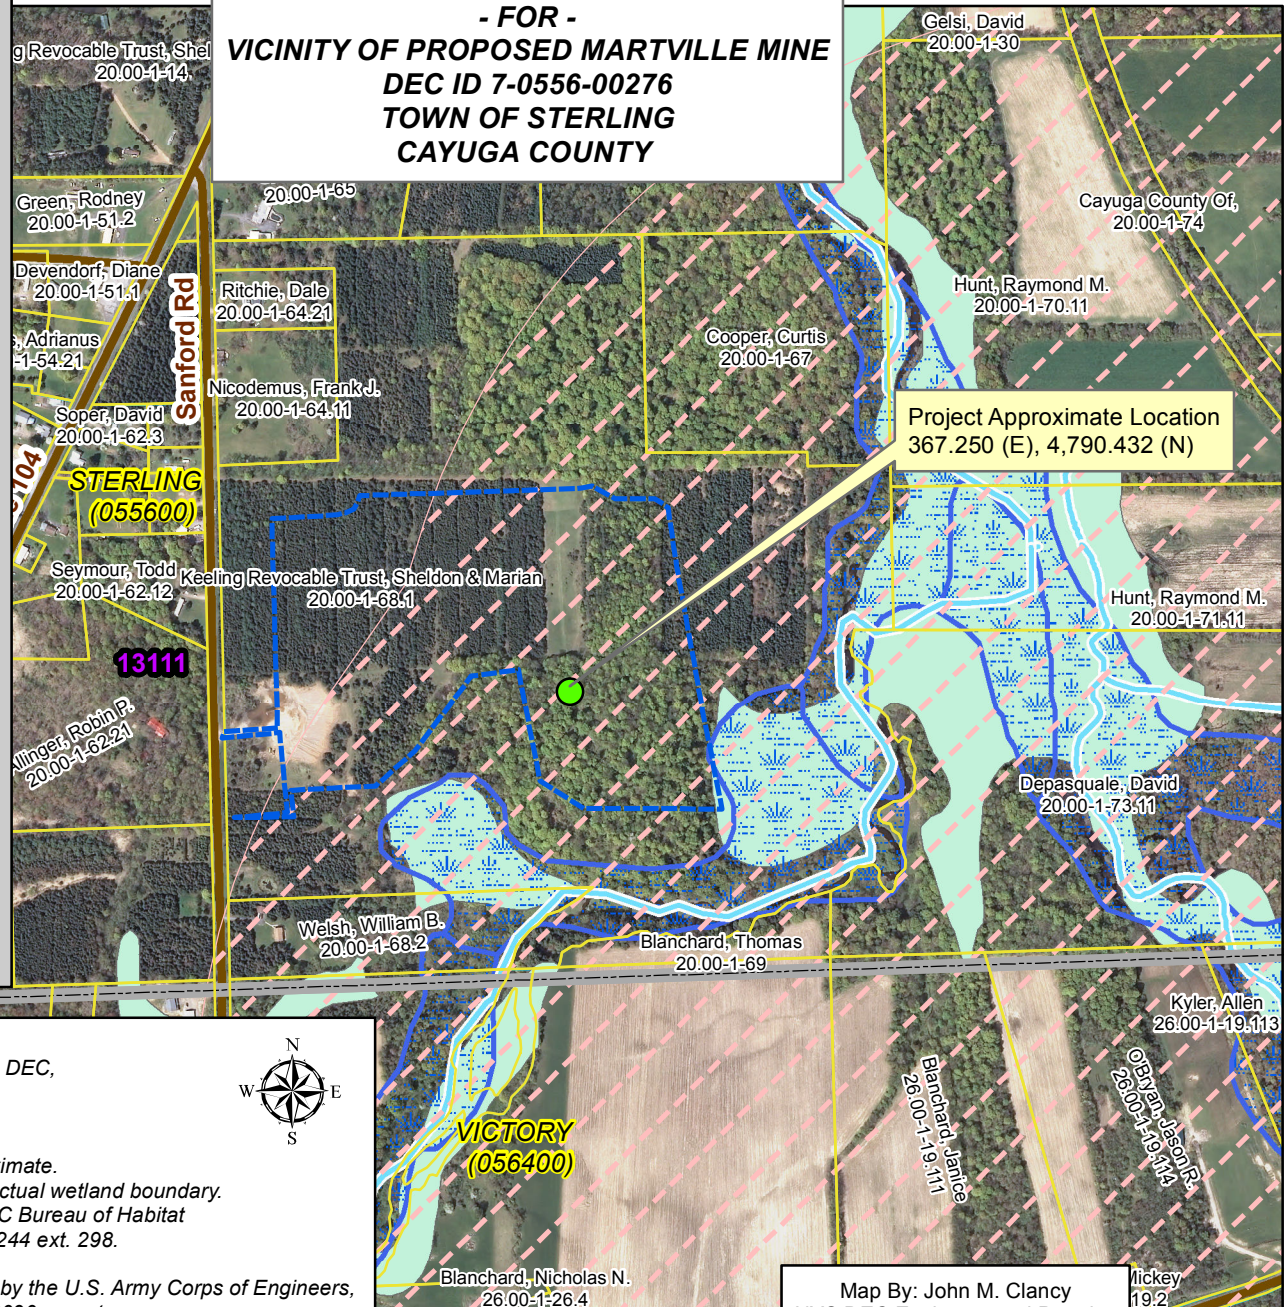 - FOR -
VICINITY OF PROPOSED MARTVILLE MINE
DEC ID 7-0556-00276
TOWN OF STERLING
CAYUGA COUNTY
Gelsi, David
20.00-1-30
g Revocable Trust, Shel
20.00-1-14
Green, Rodney
20.00-1-51.2
20.00-1-65
Cayuga County Of,
20.00-1-74
Devendorf, Diane
20.00-1-51.1
Sanford Rd
Ritchie, Dale
20.00-1-64.21
Hunt, Raymond M.
20.00-1-70.11
s, Adrianus
-1-54.21
Cooper, Curtis
20.00-1-67
Nicodemus, Frank J.
20.00-1-64.11
Soper, David
20.00-1-62.3
Project Approximate Location
367.250 (E), 4,790.432 (N)
104
STERLING
(055600)
Seymour, Todd
20.00-1-62.12
Keeling Revocable Trust, Sheldon & Marian
20.00-1-68.1
Hunt, Raymond M.
20.00-1-71.11
13111
Allinger, Robin P.
20.00-1-62.21
Depasquale, David
20.00-1-73.11
Welsh, William B.
20.00-1-68.2
Blanchard, Thomas
20.00-1-69
Kyler, Allen
26.00-1-19.113
N
W E
S
DEC,
VICTORY
(056400)
Blanchard, Janice
26.00-1-19.111
O'Bryan, Jason R.
26.00-1-19.114
imate.
ctual wetland boundary.
C Bureau of Habitat
244 ext. 298.
by the U.S. Army Corps of Engineers,
Blanchard, Nicholas N.
26.00-1-26.4
Map By: John M. Clancy
Mickey
19.2